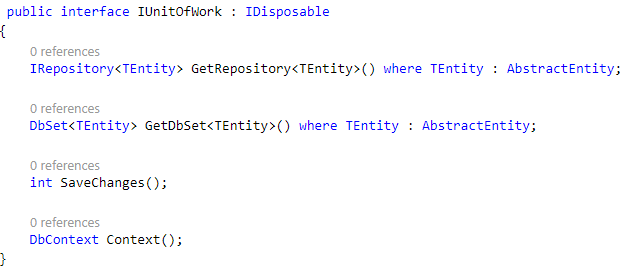 public interface IUnitOfWork : IDisposable
{
0 references
IRepository<TEntity> GetRepository<TEntity>() where TEntity : AbstractEntity;
0 references
DbSet<TEntity> GetDbSet<TEntity>() where TEntity : AbstractEntity;
0 references
int SaveChanges();
0 references
DbContext Context();
}